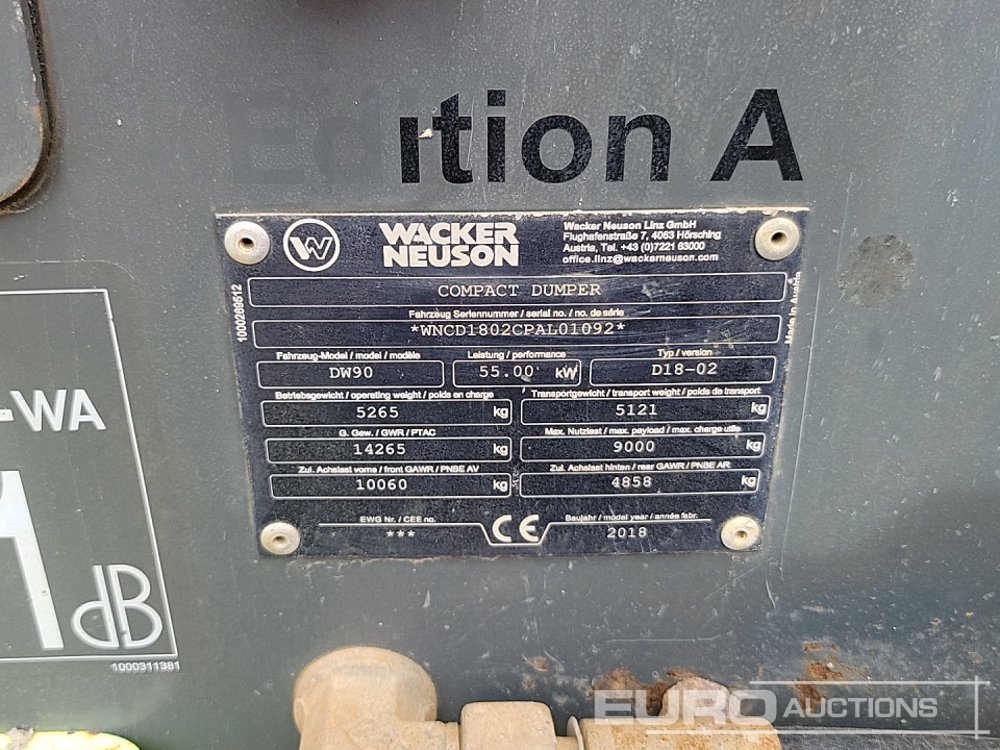 Edition A
WACKER
NEUSON
Wacker Neuson Linz GmbH
Flughafenstraße 7, 4063 Hörsching
Austria, Tel. +43 (0)7221 63000
office.linz@wackerneuson.com
1000289512
COMPACT DUMPER
Made in Austria
Fahrzeug Seriennummer / serial no. / no. de série
*WNCD1802CPAL01092*
Fahrzeug-Model / model / modèle
Leistung / performance
Typ / version
DW90
55.00 kW
D18-02
Betriebsgewicht / operating weight / poids en charge
Transportgewicht / transport weight / poids de transport
5265 kg
5121 kg
G. Gew. / GWR / PTAC
Max. Nutzlast / max. payload / max. charge utile
14265 kg
9000 kg
Zul. Achslast vorne / front GAWR / PNBE AV
Zul. Achslast hinten / rear GAWR / PNBE AR
10060 kg
4858 kg
EWG Nr. / CEE no.
***
CE
Baujahr / model year / année fabr.
2018
-WA
1
dB
1000311381
EURO AUCTIONS